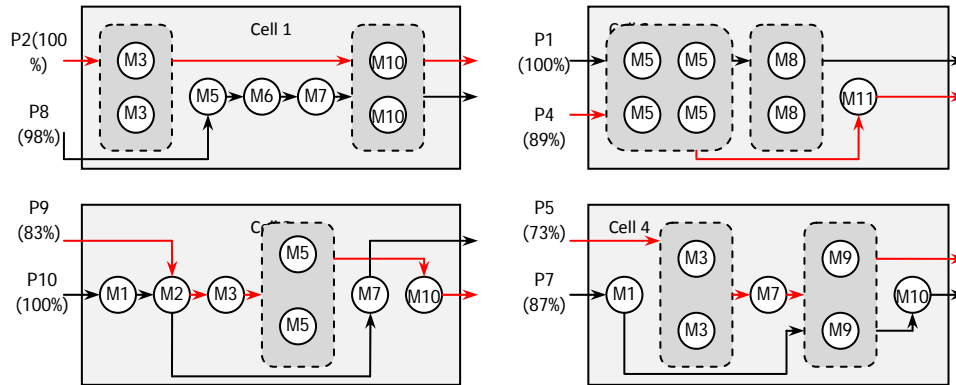 P2(100
%)
Cell 1
M3
M10
M5
M6
M7
M3
M10
P8
(98%)
P1
(100%)
M5
M5
M8
M11
P4
(89%)
M5
M5
M8
P9
(83%)
M5
P10
(100%)
M1
M2
M3
M7
M10
M5
P5
(73%)
Cell 4
M3
M9
P7
(87%)
M1
M7
M10
M3
M9